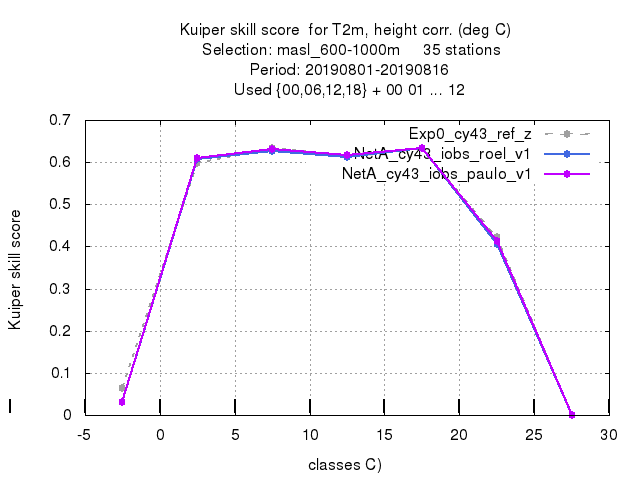 Kuiper skill score  for T2m, height corr. (deg C)
Selection: masl_600-1000m     35 stations
Period: 20190801-20190816
Used {00,06,12,18} + 00 01 ... 12
Exp0_cy43_ref_z
NetA_cy43_iobs_roel_v1
NetA_cy43_iobs_paulo_v1
Kuiper skill score
0.7
0.6
0.5
0.4
0.3
0.2
0.1
0
-5 0 5 10 15 20 25 30
classes C)